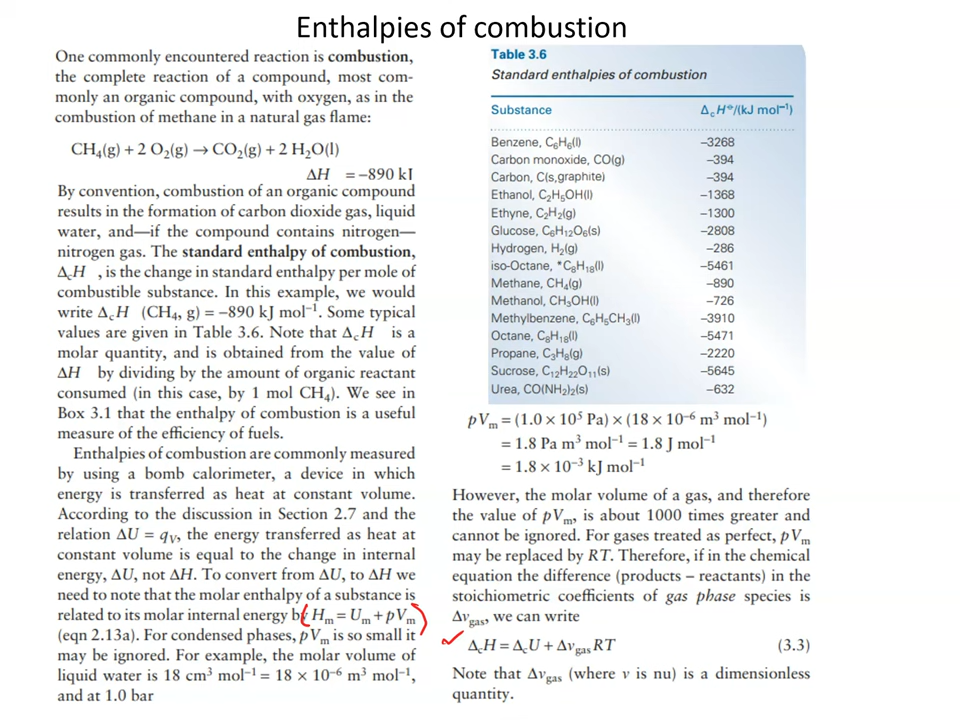 Enthalpies of combustion
One commonly encountered reaction is combustion,
the complete reaction of a compound, most com-
monly an organic compound, with oxygen, as in the
combustion of methane in a natural gas flame:
CH₄(g) + 2 O₂(g) → CO₂(g) + 2 H₂O(l)
ΔH = −890 kJ
By convention, combustion of an organic compound
results in the formation of carbon dioxide gas, liquid
water, and—if the compound contains nitrogen—
nitrogen gas. The standard enthalpy of combustion,
Δ꜀H , is the change in standard enthalpy per mole of
combustible substance. In this example, we would
write Δ꜀H (CH₄, g) = −890 kJ mol⁻¹. Some typical
values are given in Table 3.6. Note that Δ꜀H is a
molar quantity, and is obtained from the value of
ΔH by dividing by the amount of organic reactant
consumed (in this case, by 1 mol CH₄). We see in
Box 3.1 that the enthalpy of combustion is a useful
measure of the efficiency of fuels.
Enthalpies of combustion are commonly measured
by using a bomb calorimeter, a device in which
energy is transferred as heat at constant volume.
According to the discussion in Section 2.7 and the
relation ΔU = qᵥ, the energy transferred as heat at
constant volume is equal to the change in internal
energy, ΔU, not ΔH. To convert from ΔU, to ΔH we
need to note that the molar enthalpy of a substance is
related to its molar internal energy by Hₘ = Uₘ + pVₘ
(eqn 2.13a). For condensed phases, pVₘ is so small it
may be ignored. For example, the molar volume of
liquid water is 18 cm³ mol⁻¹ = 18 × 10⁻⁶ m³ mol⁻¹,
and at 1.0 bar
Table 3.6
Standard enthalpies of combustion
Substance Δ꜀H°/(kJ mol⁻¹)
Benzene, C₆H₆(l) −3268
Carbon monoxide, CO(g) −394
Carbon, C(s,graphite) −394
Ethanol, C₂H₅OH(l) −1368
Ethyne, C₂H₂(g) −1300
Glucose, C₆H₁₂O₆(s) −2808
Hydrogen, H₂(g) −286
iso-Octane, *C₈H₁₈(l) −5461
Methane, CH₄(g) −890
Methanol, CH₃OH(l) −726
Methylbenzene, C₆H₅CH₃(l) −3910
Octane, C₈H₁₈(l) −5471
Propane, C₃H₈(g) −2220
Sucrose, C₁₂H₂₂O₁₁(s) −5645
Urea, CO(NH₂)₂(s) −632
pVₘ = (1.0 × 10⁵ Pa) × (18 × 10⁻⁶ m³ mol⁻¹)
= 1.8 Pa m³ mol⁻¹ = 1.8 J mol⁻¹
= 1.8 × 10⁻³ kJ mol⁻¹
However, the molar volume of a gas, and therefore
the value of pVₘ, is about 1000 times greater and
cannot be ignored. For gases treated as perfect, pVₘ
may be replaced by RT. Therefore, if in the chemical
equation the difference (products − reactants) in the
stoichiometric coefficients of gas phase species is
Δν_gas, we can write
Δ꜀H = Δ꜀U + Δν_gas RT (3.3)
Note that Δν_gas (where ν is nu) is a dimensionless
quantity.